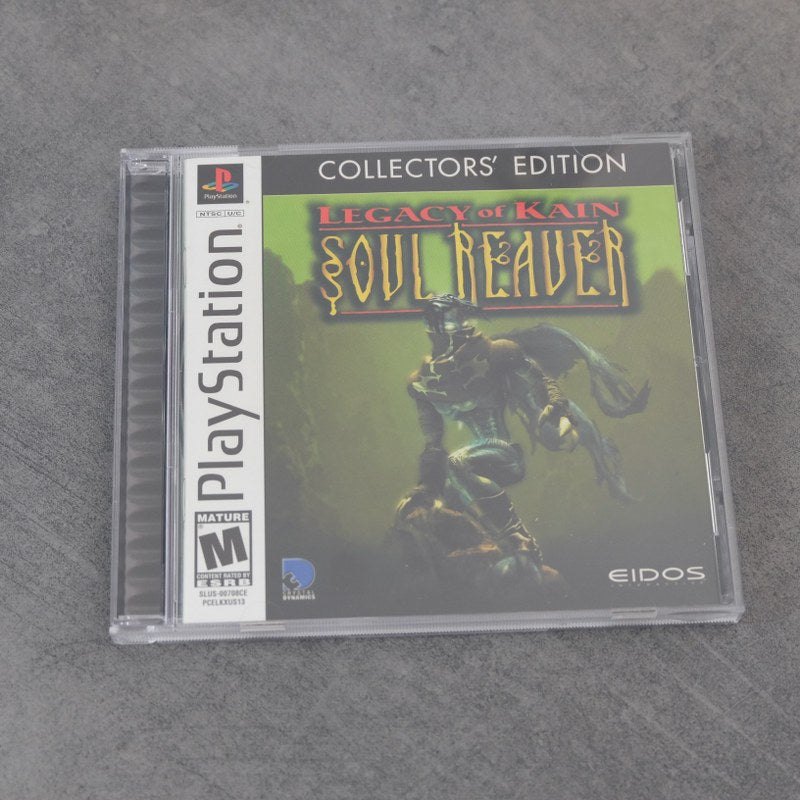 COLLECTORS' EDITION
PlayStation
NTSC U/C
PlayStation
LEGACY of KAIN
SOUL REAVER
MATURE
M
CONTENT RATED BY
ESRB
SLUS-00708CE
PCELKXUS13
CRYSTAL
DYNAMICS
EIDOS